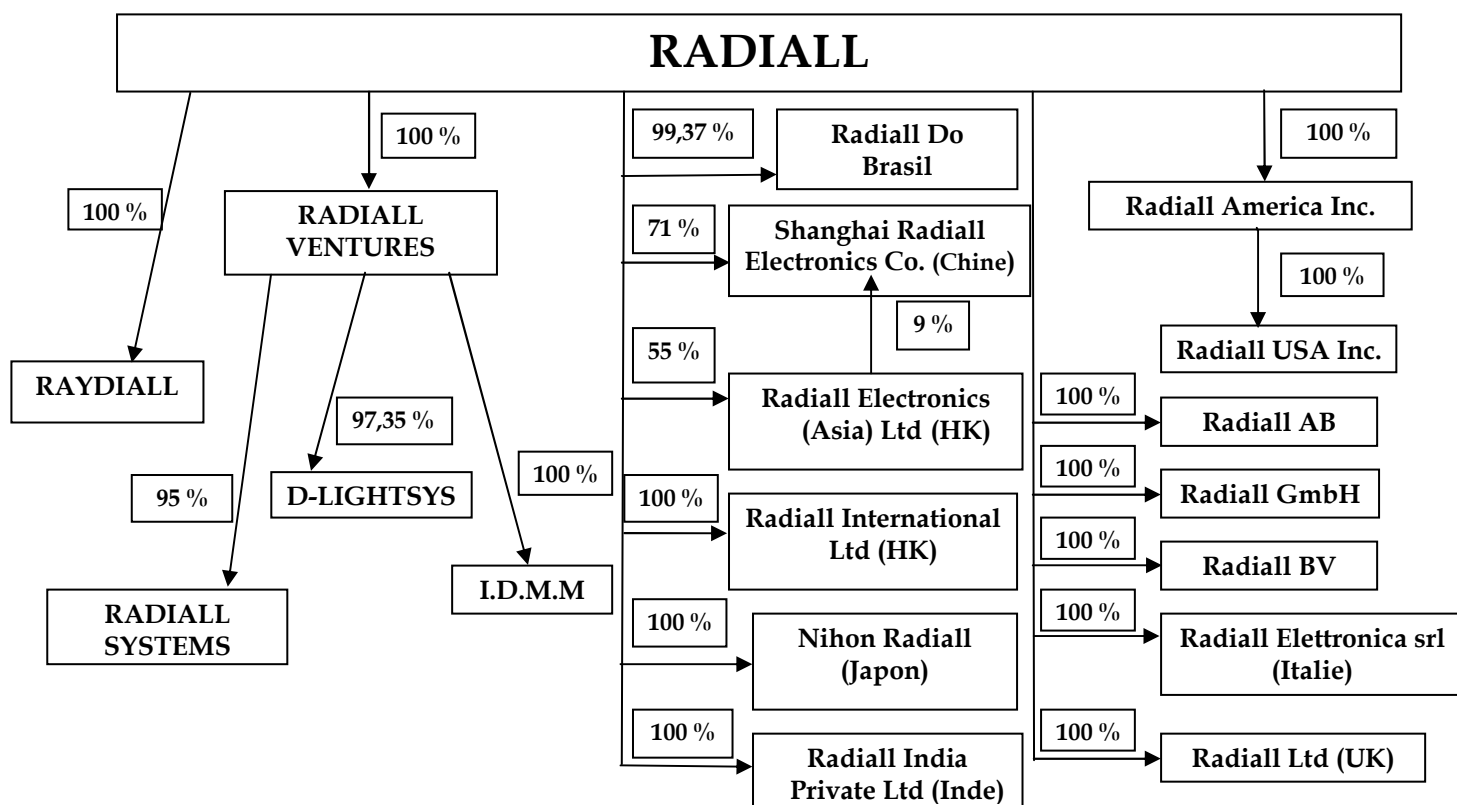 RADIALL
100 %
RAYDIALL
100 %
RADIALL
VENTURES
95 %
RADIALL
SYSTEMS
97,35 %
D-LIGHTSYS
100 %
I.D.M.M
99,37 %
Radiall Do
Brasil
71 %
Shanghai Radiall
Electronics Co. (Chine)
9 %
55 %
Radiall Electronics
(Asia) Ltd (HK)
100 %
Radiall International
Ltd (HK)
100 %
Nihon Radiall
(Japon)
100 %
Radiall India
Private Ltd (Inde)
100 %
Radiall America Inc.
100 %
Radiall USA Inc.
100 %
Radiall AB
100 %
Radiall GmbH
100 %
Radiall BV
100 %
Radiall Elettronica srl
(Italie)
100 %
Radiall Ltd (UK)